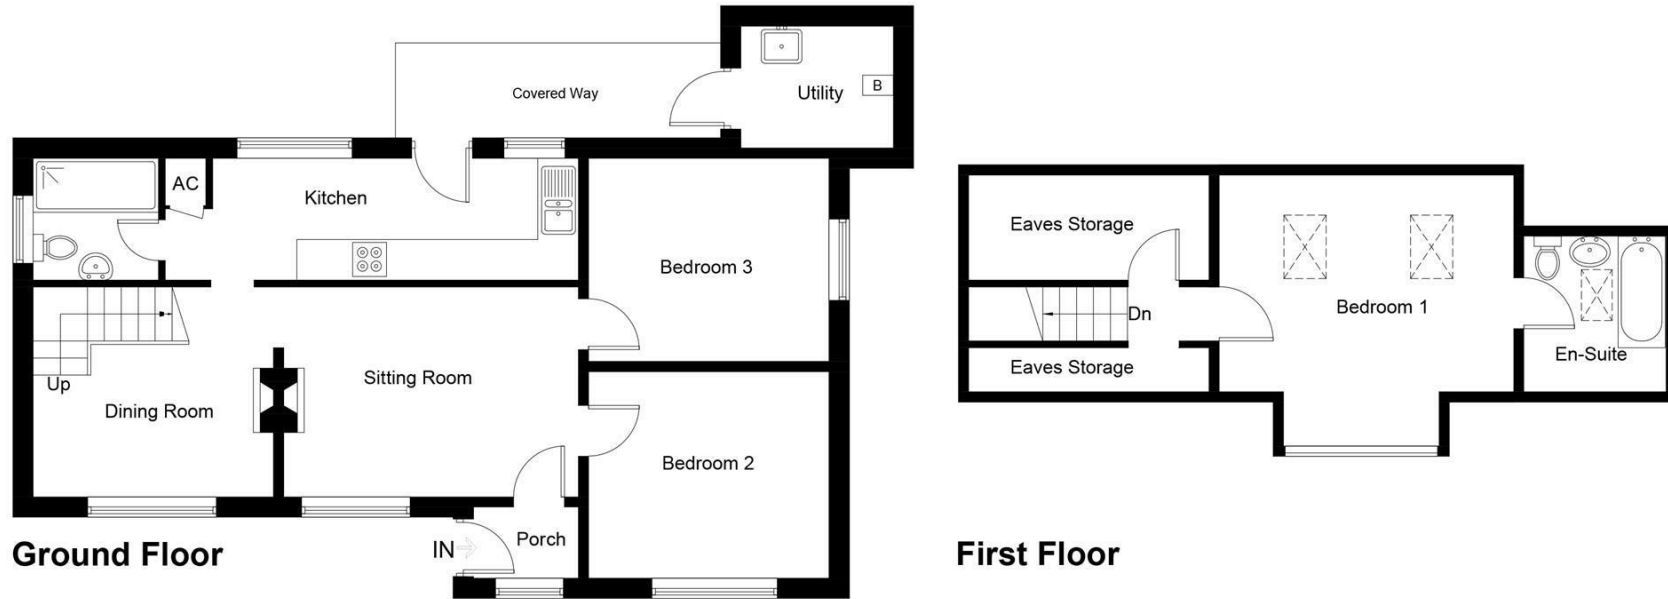 Covered Way
Utility
B
AC
Kitchen
Bedroom 3
Up
Dining Room
Sitting Room
Bedroom 2
IN
Porch
Ground Floor
Eaves Storage
Dn
Bedroom 1
Eaves Storage
En-Suite
First Floor